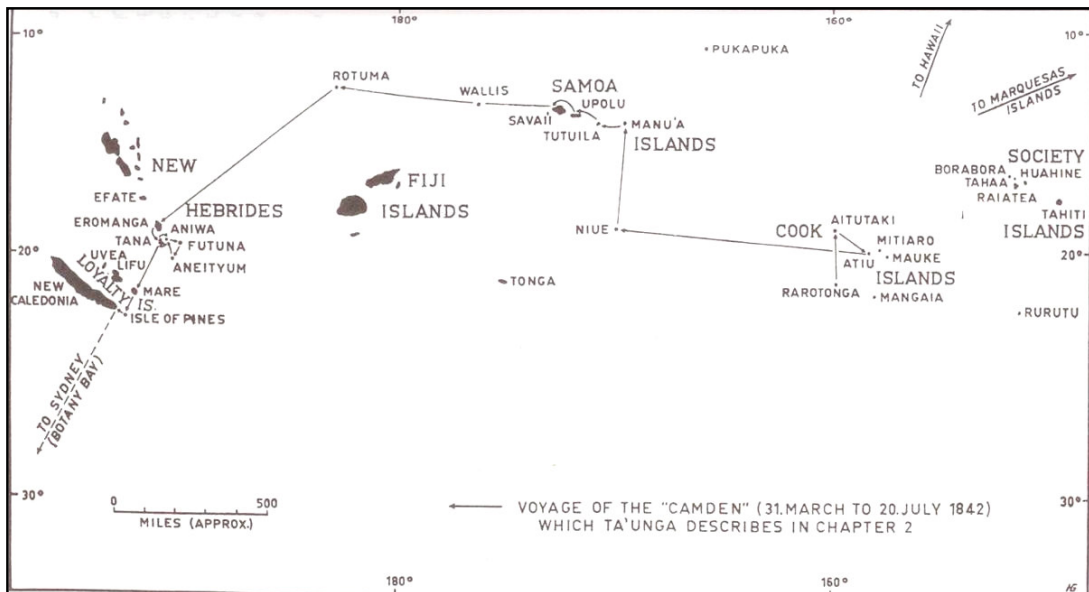 180°
160°
10°
10°
PUKAPUKA
TO HAWAII
TO MARQUESAS
ISLANDS
ROTUMA
WALLIS
SAMOA
UPOLU
SAVAII
TUTUILA
MANU'A
ISLANDS
NEW
HEBRIDES
EFATE
EROMANGA
ANIWA
TANA
FUTUNA
ANEITYUM
FIJI
ISLANDS
SOCIETY
BORABORA
HUAHINE
TAHAA
RAIATEA
TAHITI
ISLANDS
NIUE
COOK
AITUTAKI
MITIARO
MAUKE
ATIU
ISLANDS
RAROTONGA
MANGAIA
RURUTU
20°
20°
UVEA
LIFU
LOYALTY
IS.
NEW
CALEDONIA
MARE
ISLE OF PINES
TONGA
TO SYDNEY
(BOTANY BAY)
30°
30°
0 500
MILES (APPROX.)
VOYAGE OF THE "CAMDEN" (31.MARCH TO 20.JULY 1842)
WHICH TA'UNGA DESCRIBES IN CHAPTER 2
180°
160°